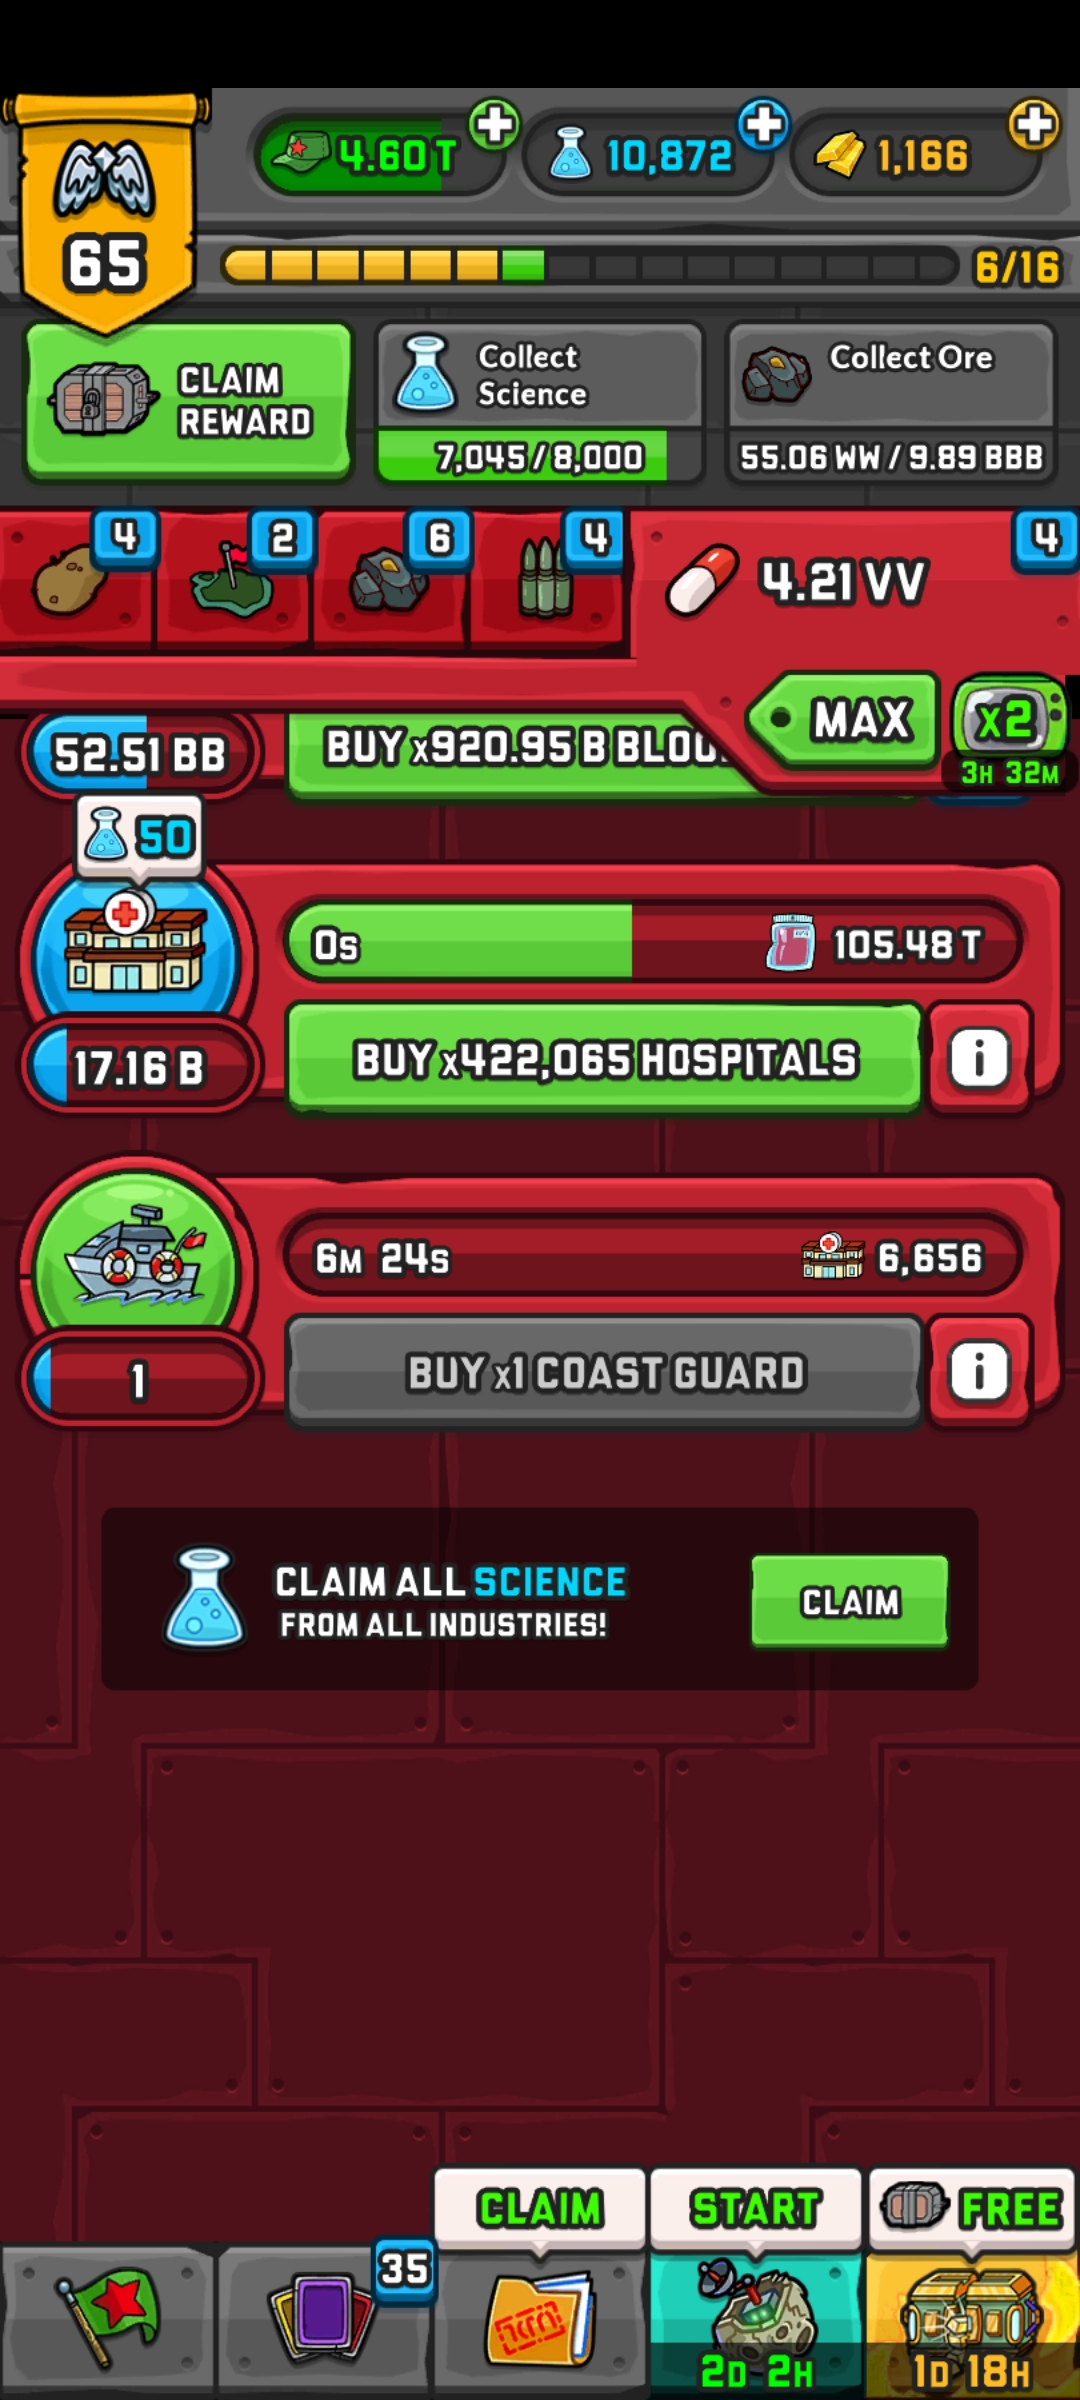 65
4.60 T
10,872
1,166
6/16
CLAIM
REWARD
Collect
Science
7,045/8,000
Collect Ore
55.06 WW / 9.89 BBB
4
2
6
4
4.21 VV
4
MAX
x2
3H 32M
52.51 BB
BUY x920.95 B BLOO
50
0s
105.48 T
17.16 B
BUY x422,065 HOSPITALS
i
6M 24s
6,656
1
BUY x1 COAST GUARD
i
CLAIM ALL SCIENCE
FROM ALL INDUSTRIES!
CLAIM
CLAIM
START
FREE
35
2D 2H
1D 18H